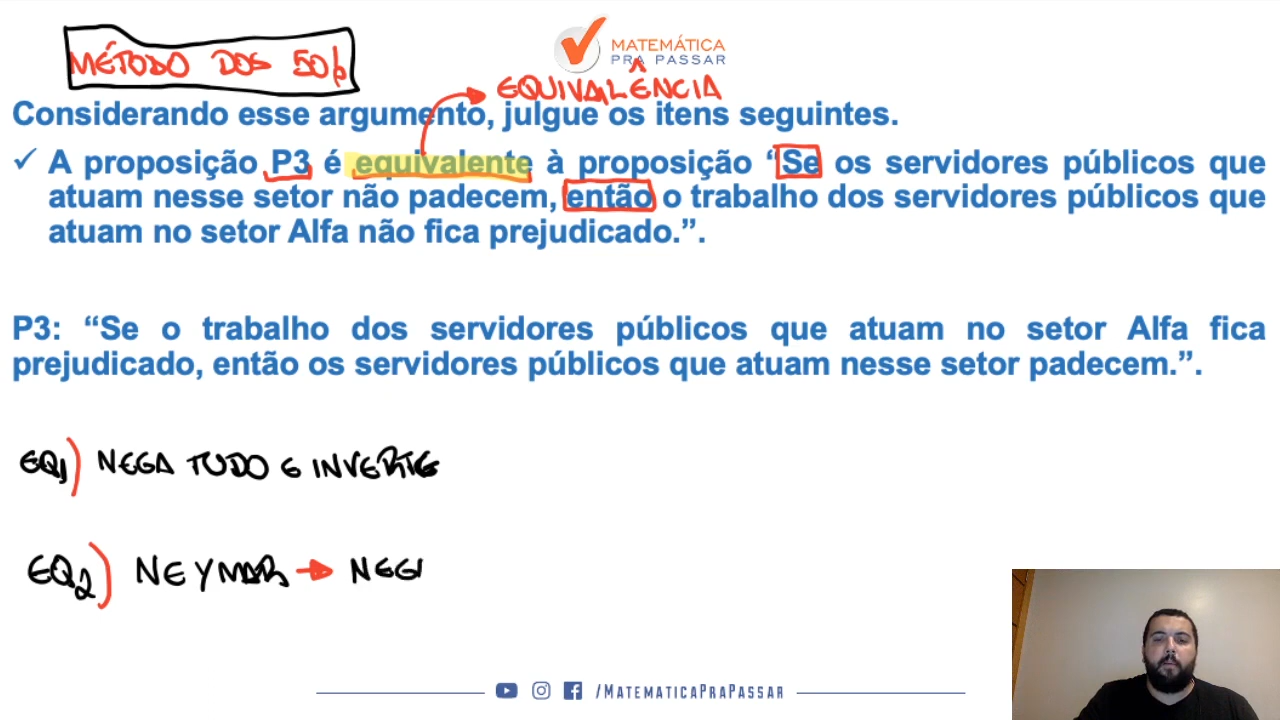 MÉTODO DOS 50%
MATEMÁTICA
PRA PASSAR
EQUIVALÊNCIA
Considerando esse argumento, julgue os itens seguintes.
✓ A proposição P3 é equivalente à proposição “Se os servidores públicos que
atuam nesse setor não padecem, então o trabalho dos servidores públicos que
atuam no setor Alfa não fica prejudicado.”.
P3: “Se o trabalho dos servidores públicos que atuam no setor Alfa fica
prejudicado, então os servidores públicos que atuam nesse setor padecem.”.
EQ1) NEGA TUDO E INVERTE
EQ2) NEYMAR → NEG
/MATEMATICAPRAPASSAR